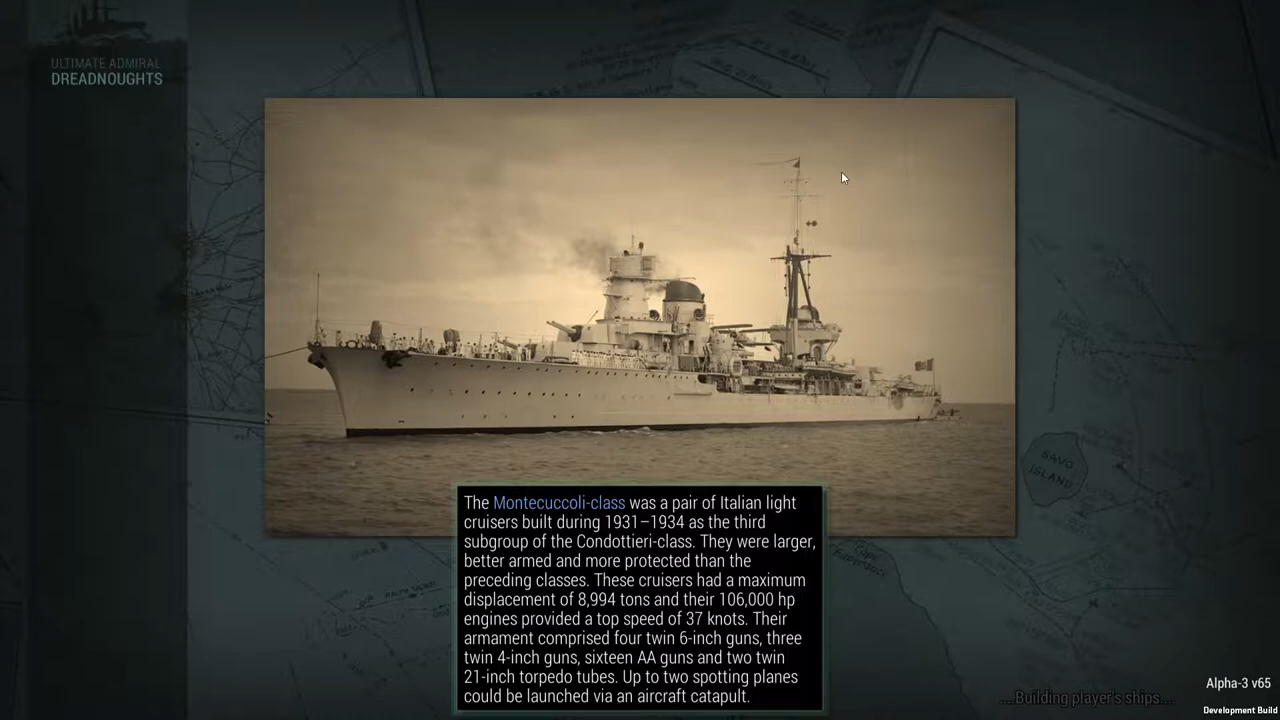 ULTIMATE ADMIRAL
DREADNOUGHTS
The Montecuccoli-class was a pair of Italian light
cruisers built during 1931–1934 as the third
subgroup of the Condottieri-class. They were larger,
better armed and more protected than the
preceding classes. These cruisers had a maximum
displacement of 8,994 tons and their 106,000 hp
engines provided a top speed of 37 knots. Their
armament comprised four twin 6-inch guns, three
twin 4-inch guns, sixteen AA guns and two twin
21-inch torpedo tubes. Up to two spotting planes
could be launched via an aircraft catapult.
SAVO
ISLAND
Alpha-3 v65
....Building player's ships....
Development Build